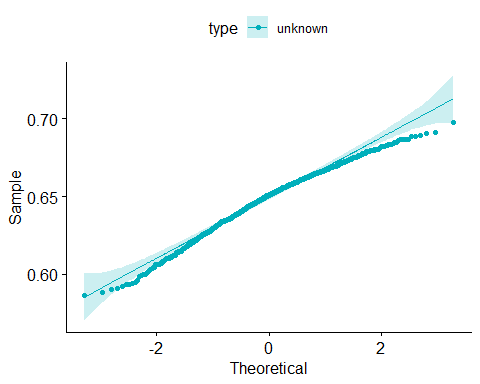 type unknown
0.70
0.65
0.60
Sample
-2 0 2
Theoretical